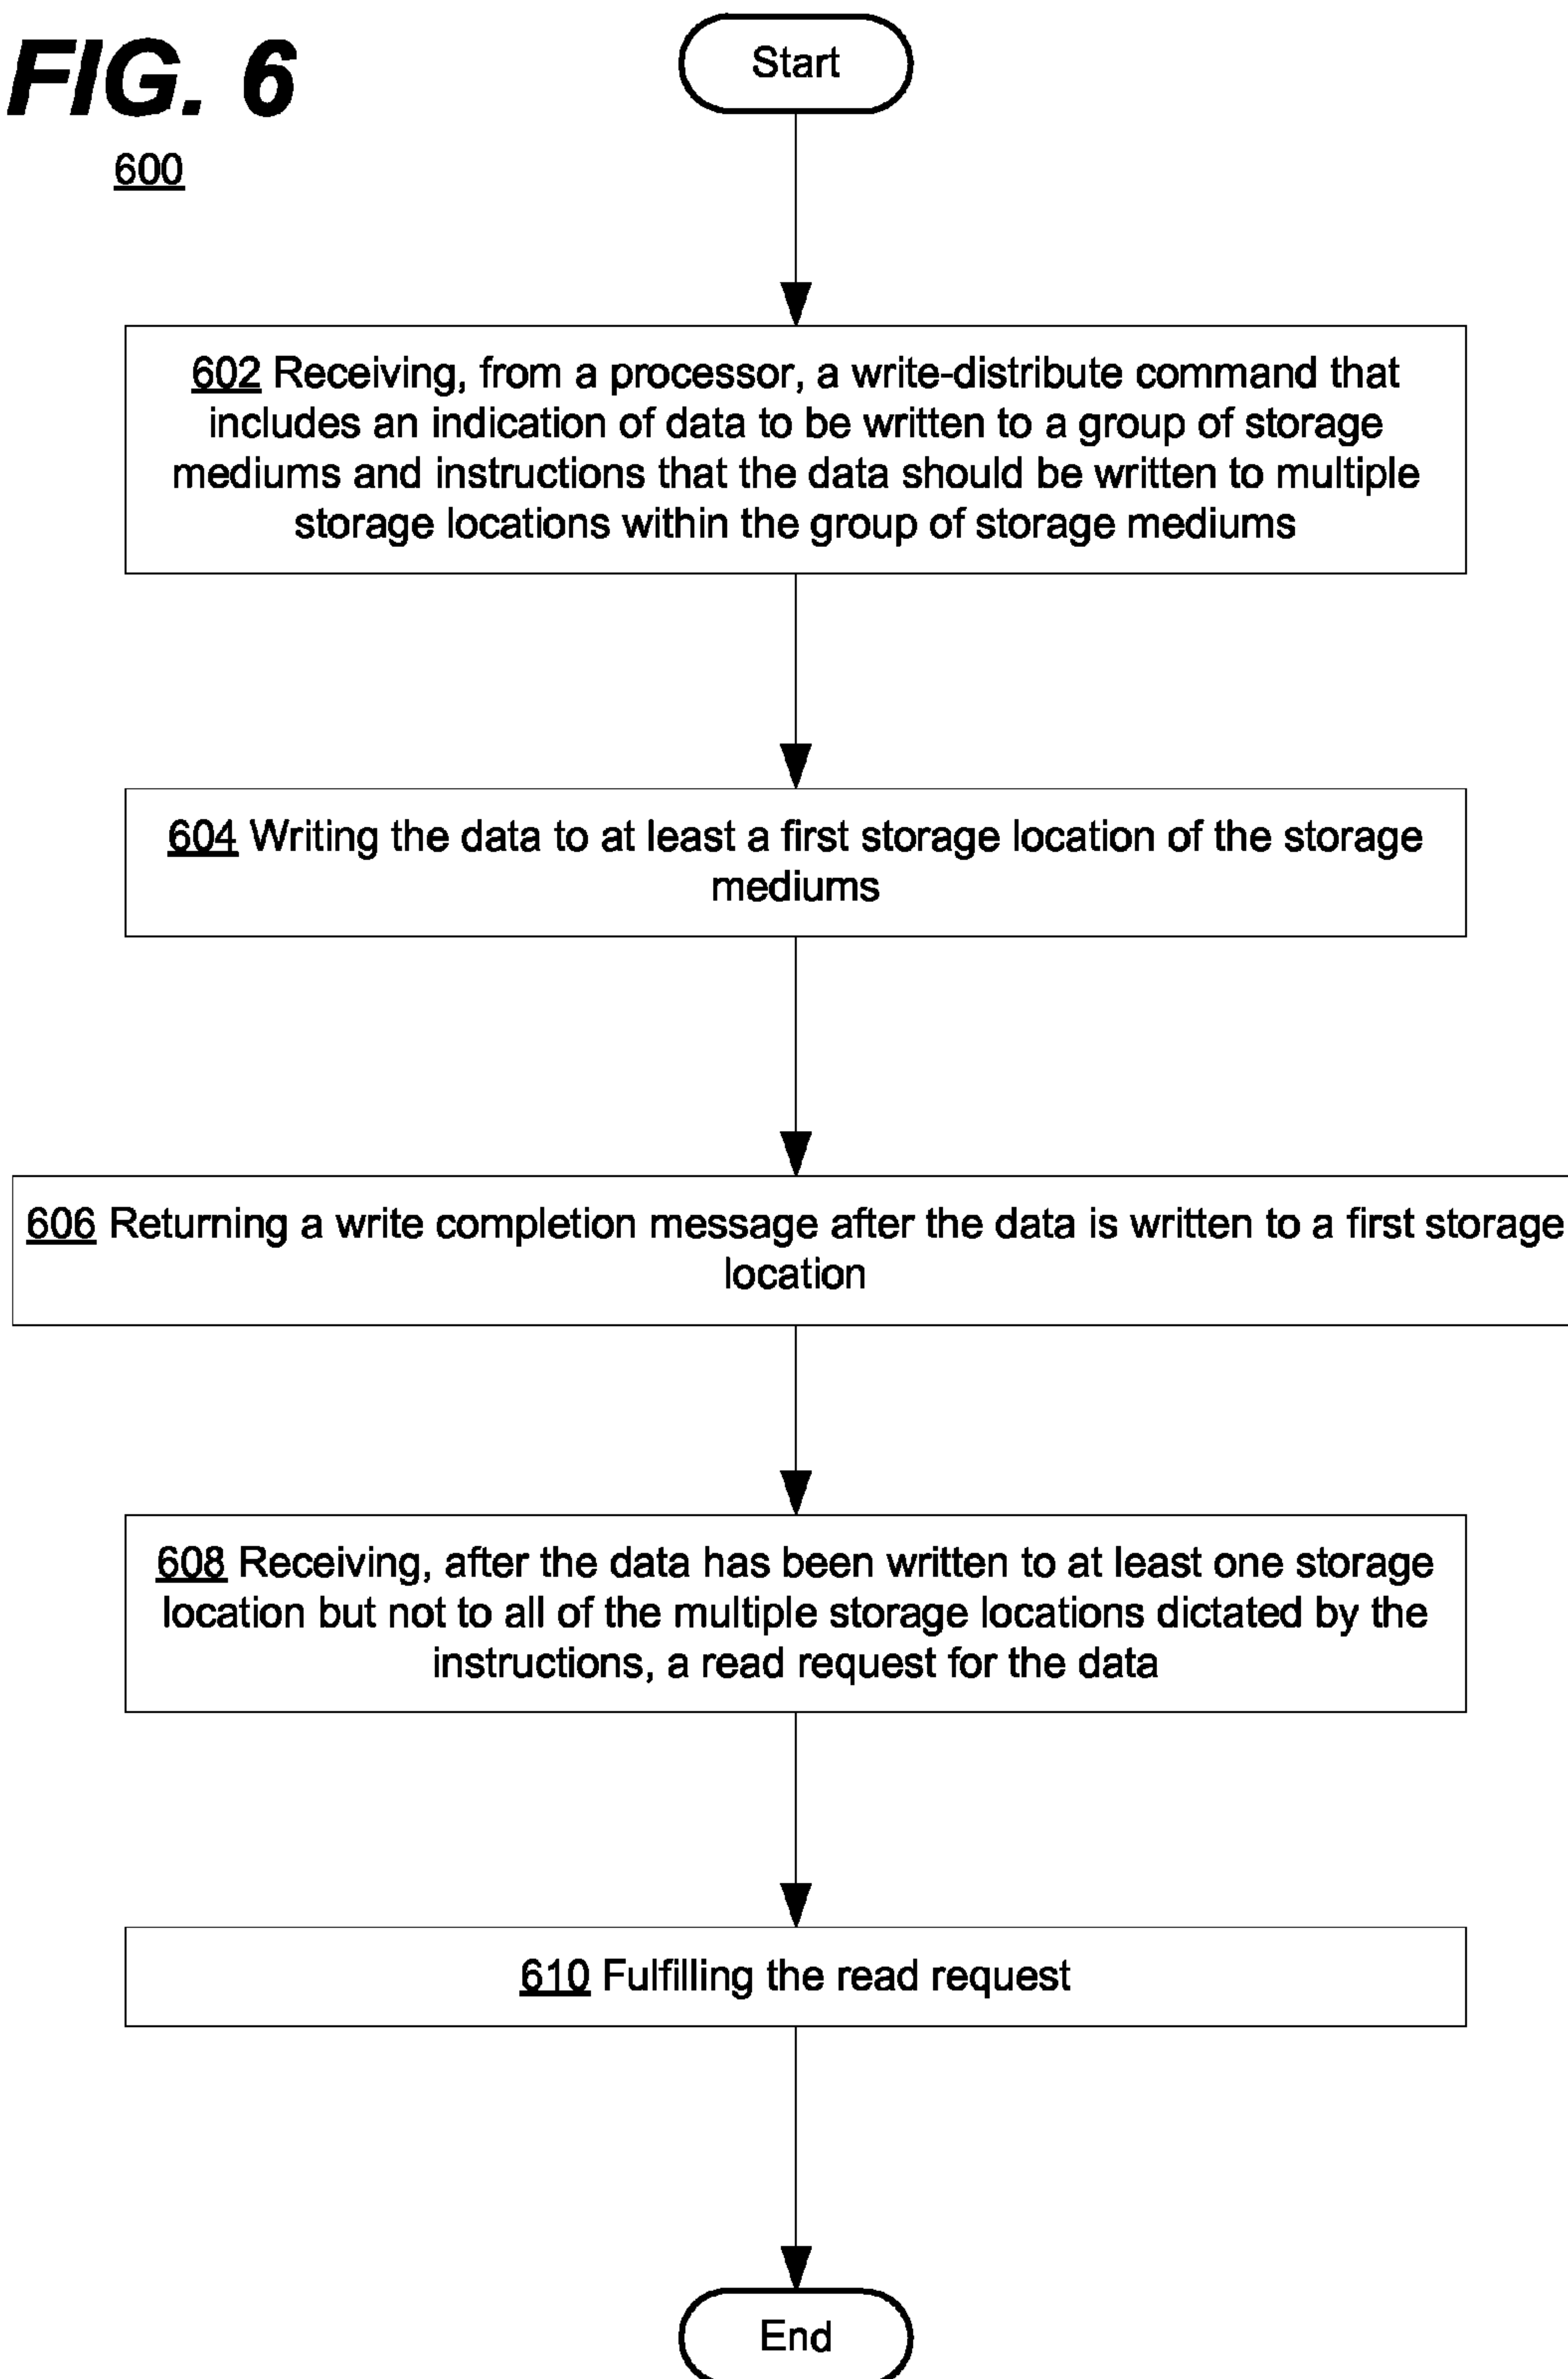 FIG. 6
600
Start
602 Receiving, from a processor, a write-distribute command that
includes an indication of data to be written to a group of storage
mediums and instructions that the data should be written to multiple
storage locations within the group of storage mediums
604 Writing the data to at least a first storage location of the storage
mediums
606 Returning a write completion message after the data is written to a first storage
location
608 Receiving, after the data has been written to at least one storage
location but not to all of the multiple storage locations dictated by the
instructions, a read request for the data
610 Fulfilling the read request
End